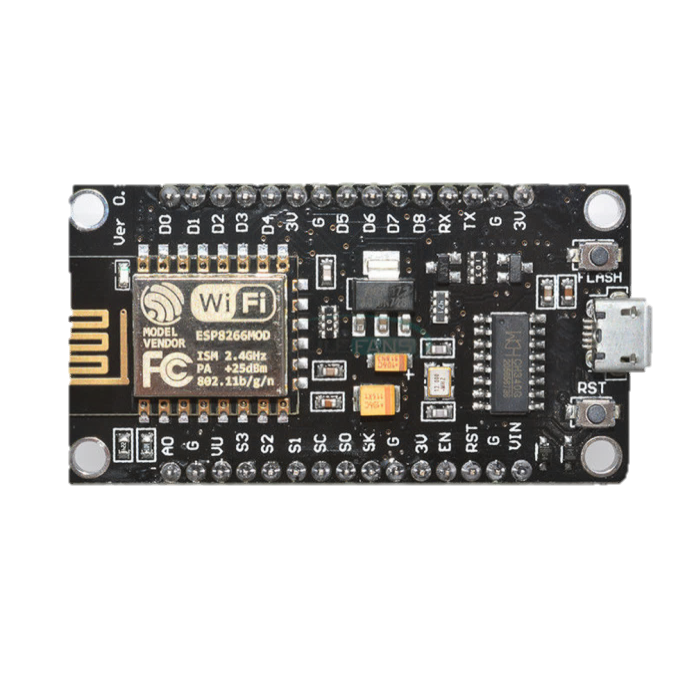 Ver 0.
D0
D1
D2
D3
D4
3V
G
D5
D6
D7
D8
RX
TX
G
3V
FLASH
WiFi
MODEL
VENDOR
ESP8266MOD
FC
ISM 2.4GHz
PA +25dBm
802.11b/g/n
RST
A0
G
VU
S3
S2
S1
SC
S0
SK
G
3V
EN
RST
G
VIN